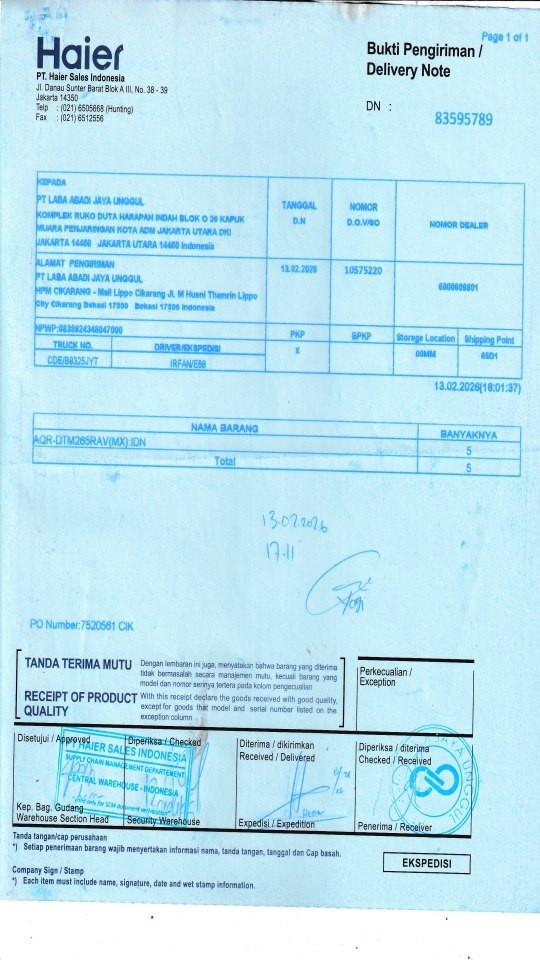 Page 1 of 1
Haier
Bukti Pengiriman /
Delivery Note
PT. Haier Sales Indonesia
Jl. Danau Sunter Barat Blok A III, No. 38 - 39
Jakarta 14350
Telp : (021) 6505668 (Hunting)
Fax : (021) 6512556
DN : 83595789
KEPADA
PT LABA ABADI JAYA UNGGUL
KOMPLEK RUKO DUTA HARAPAN INDAH BLOK O 26 KAPUK
MUARA PENJARINGAN KOTA ADM JAKARTA UTARA DKI
JAKARTA 14460 JAKARTA UTARA 14460 Indonesia
TANGGAL
D.N
NOMOR
D.O.V/SO
NOMOR DEALER
ALAMAT PENGIRIMAN
PT LABA ABADI JAYA UNGGUL
HPM CIKARANG - Mall Lippo Cikarang Jl. M Husni Thamrin Lippo
City Cikarang Bekasi 17000 Bekasi 17006 Indonesia
13.02.2026
10575220
NPWP:
PKP
BPKP
Storege Location
Shipping Point
TRUCK NO.
DRIVER/EKSPEDISI
X
00MM
65D1
CDE/B9325JYT
IRFAN/E99
13.02.2026(18:01:37)
NAMA BARANG
BANYAKNYA
AQR-DTM265RAV(MX):IDN
5
Total
5
13.02.2026
17.11
Yogi
PO Number:7520561 CIK
TANDA TERIMA MUTU
Dengan lembaran ini juga, menyatakan bahwa barang yang diterima
tidak bermasalah secara manajemen mutu, kecuali barang yang
model dan nomor serinya tertera pada kolom pengecualian
RECEIPT OF PRODUCT
QUALITY
With this receipt declare the goods received with good quality,
except for goods that model and serial number listed on the
exception column
Perkecualian /
Exception
Disetujui / Approved
Diperiksa / Checked
Diterima / dikirimkan
Received / Delivered
Diperiksa / diterima
Checked / Received
PT HAIER SALES INDONESIA
SUPPLY CHAIN MANAGEMENT DEPARTEMENT
CENTRAL WAREHOUSE - INDONESIA
JAYA UNGGUL
Kep. Bag. Gudang
Warehouse Section Head
Security Warehouse
Expedisi / Expedition
Penerima / Receiver
Tanda tangan/cap perusahaan
*) Setiap penerimaan barang wajib menyertakan informasi nama, tanda tangan, tanggal dan Cap basah.
EKSPEDISI
Company Sign / Stamp
*) Each item must include name, signature, date and wet stamp information.